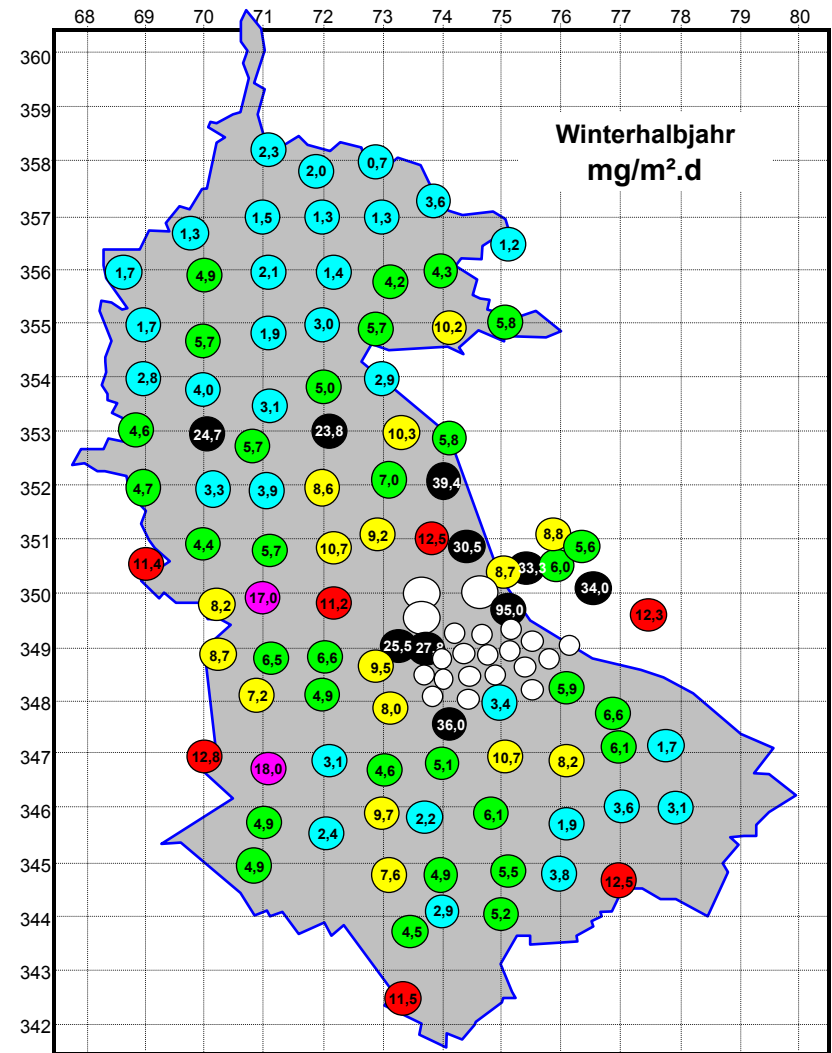 68 69 70 71 72 73 74 75 76 77 78 79 80
360
359
Winterhalbjahr
mg/m².d
358 2,3 2,0 0,7
3,6
357 1,3 1,5 1,3 1,3
1,2
356 1,7 4,9 2,1 1,4 4,2 4,3
355 1,7 5,7 1,9 3,0 5,7 10,2 5,8
354 2,8 4,0 3,1 5,0 2,9
353 4,6 24,7 5,7 23,8 10,3 5,8
352 4,7 3,3 3,9 8,6 7,0 39,4
351 4,4 5,7 10,7 9,2 12,5 30,5 8,8 5,6
11,4 8,7 33,3 6,0
350 8,2 17,0 11,2 95,0 34,0 12,3
349 8,7 6,5 6,6 9,5 25,5 27,8
348 7,2 4,9 8,0 3,4 5,9
36,0 6,6
347 12,8 18,0 3,1 4,6 5,1 10,7 8,2 6,1 1,7
346 4,9 2,4 9,7 2,2 6,1 1,9 3,6 3,1
345 4,9 7,6 4,9 5,5 3,8 12,5
344 4,5 2,9 5,2
343
11,5
342